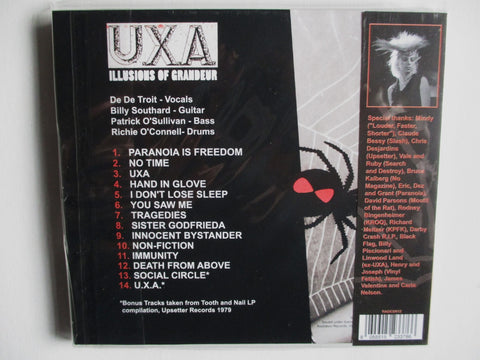 UXA
ILLUSIONS OF GRANDEUR
De De Troit - Vocals
Billy Southard - Guitar
Patrick O'Sullivan - Bass
Richie O'Connell - Drums
1. PARANOIA IS FREEDOM
2. NO TIME
3. UXA
4. HAND IN GLOVE
5. I DON'T LOSE SLEEP
6. YOU SAW ME
7. TRAGEDIES
8. SISTER GODFRIEDA
9. INNOCENT BYSTANDER
10. NON-FICTION
11. IMMUNITY
12. DEATH FROM ABOVE
13. SOCIAL CIRCLE*
14. U.X.A.*
*Bonus Tracks taken from Tooth and Nail LP
compilation, Upsetter Records 1979
Special thanks: Mindy
("Louder, Faster,
Shorter"), Claude
Bessy (Slash), Chris
Desjardins
(Upsetter), Vale and
Ruby (Search
and Destroy), Bruce
Kalberg (No
Magazine), Eric, Dez
and Grant (Paranoia),
David Parsons (Mouth
of the Rat), Rodney
Bingenheimer
(KROQ), Richard
Meltzer (KPFK), Darby
Crash R.I.P., Black
Flag, Billy
Piscionari and
Linwood Land
(ex-UXA), Henry and
Joseph (Vinyl
Fetish), James
Valentine and Carla
Nelson.